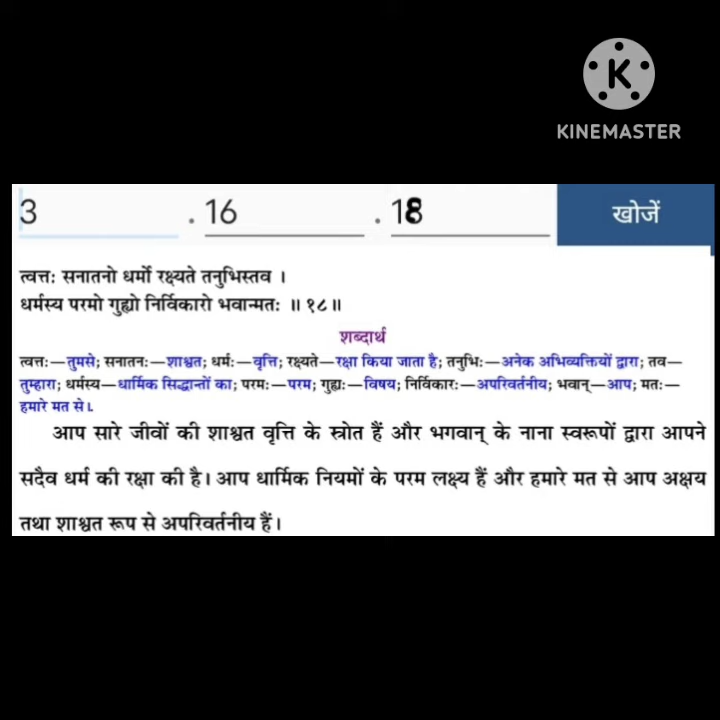 K
KINEMASTER
3 . 16 . 18 खोजें
त्वत्तः सनातनो धर्मो रक्ष्यते तनुभिस्तव ।
धर्मस्य परमो गुह्यो निर्विकारो भवान्मतः ॥ १८॥
शब्दार्थ
त्वत्तः—तुमसे; सनातनः—शाश्वत; धर्मः—वृत्ति; रक्ष्यते—रक्षा किया जाता है; तनुभिः—अनेक अभिव्यक्तियों द्वारा; तव—
तुम्हारा; धर्मस्य—धार्मिक सिद्धान्तों का; परमः—परम; गुह्यः—विषय; निर्विकारः—अपरिवर्तनीय; भवान्—आप; मतः—
हमारे मत से।.
आप सारे जीवों की शाश्वत वृत्ति के स्त्रोत हैं और भगवान् के नाना स्वरूपों द्वारा आपने
सदैव धर्म की रक्षा की है। आप धार्मिक नियमों के परम लक्ष्य हैं और हमारे मत से आप अक्षय
तथा शाश्वत रूप से अपरिवर्तनीय हैं।